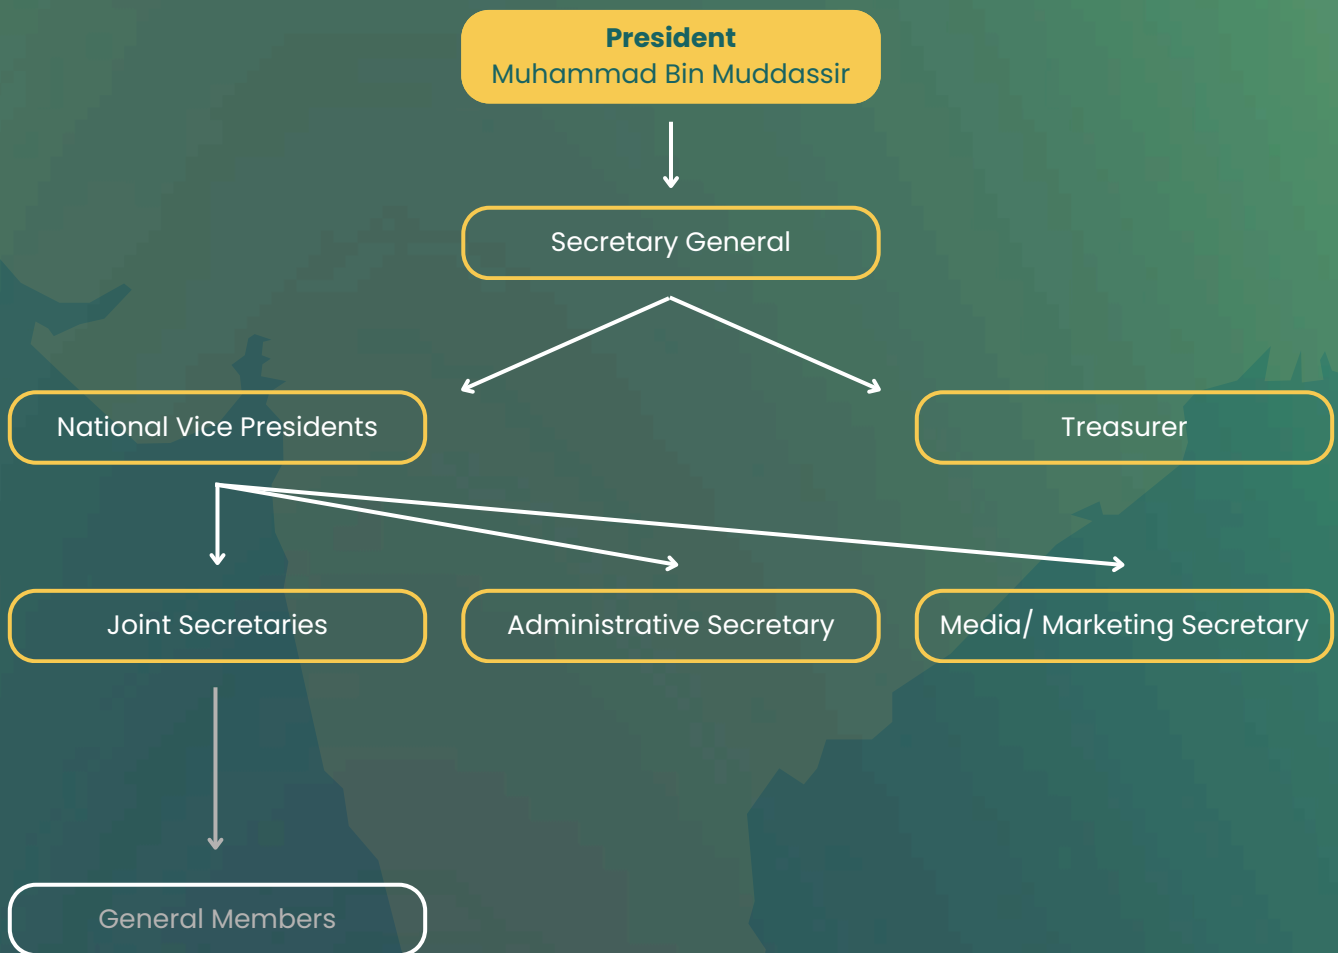 President
Muhammad Bin Muddassir
Secretary General
National Vice Presidents
Treasurer
Joint Secretaries
Administrative Secretary
Media/ Marketing Secretary
General Members